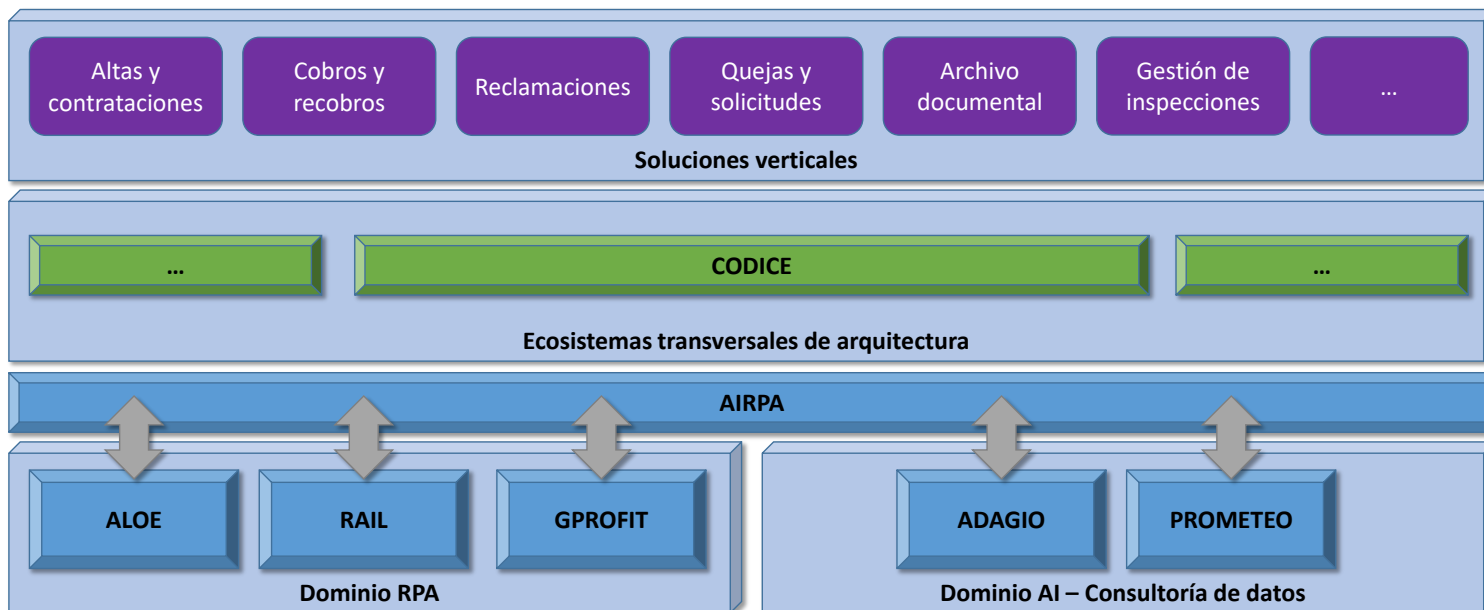 Altas y
contrataciones
Cobros y
recobros
Reclamaciones
Quejas y
solicitudes
Archivo
documental
Gestión de
inspecciones
...
Soluciones verticales
...
CODICE
...
Ecosistemas transversales de arquitectura
AIRPA
ALOE
RAIL
GPROFIT
ADAGIO
PROMETEO
Dominio RPA
Dominio AI – Consultoría de datos